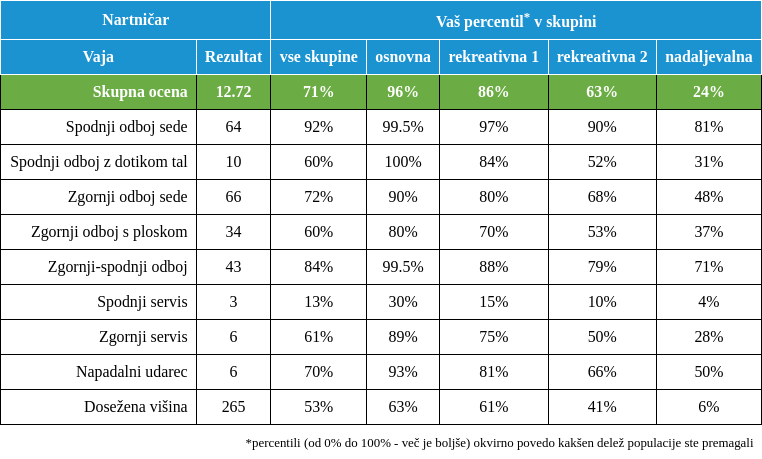 Nartničar Vaš percentil* v skupini
Vaja Rezultat vse skupine osnovna rekreativna 1 rekreativna 2 nadaljevalna
Skupna ocena 12.72 71% 96% 86% 63% 24%
Spodnji odboj sede 64 92% 99.5% 97% 90% 81%
Spodnji odboj z dotikom tal 10 60% 100% 84% 52% 31%
Zgornji odboj sede 66 72% 90% 80% 68% 48%
Zgornji odboj s ploskom 34 60% 80% 70% 53% 37%
Zgornji-spodnji odboj 43 84% 99.5% 88% 79% 71%
Spodnji servis 3 13% 30% 15% 10% 4%
Zgornji servis 6 61% 89% 75% 50% 28%
Napadalni udarec 6 70% 93% 81% 66% 50%
Dosežena višina 265 53% 63% 61% 41% 6%
*percentili (od 0% do 100% - več je boljše) okvirno povedo kakšen delež populacije ste premagali